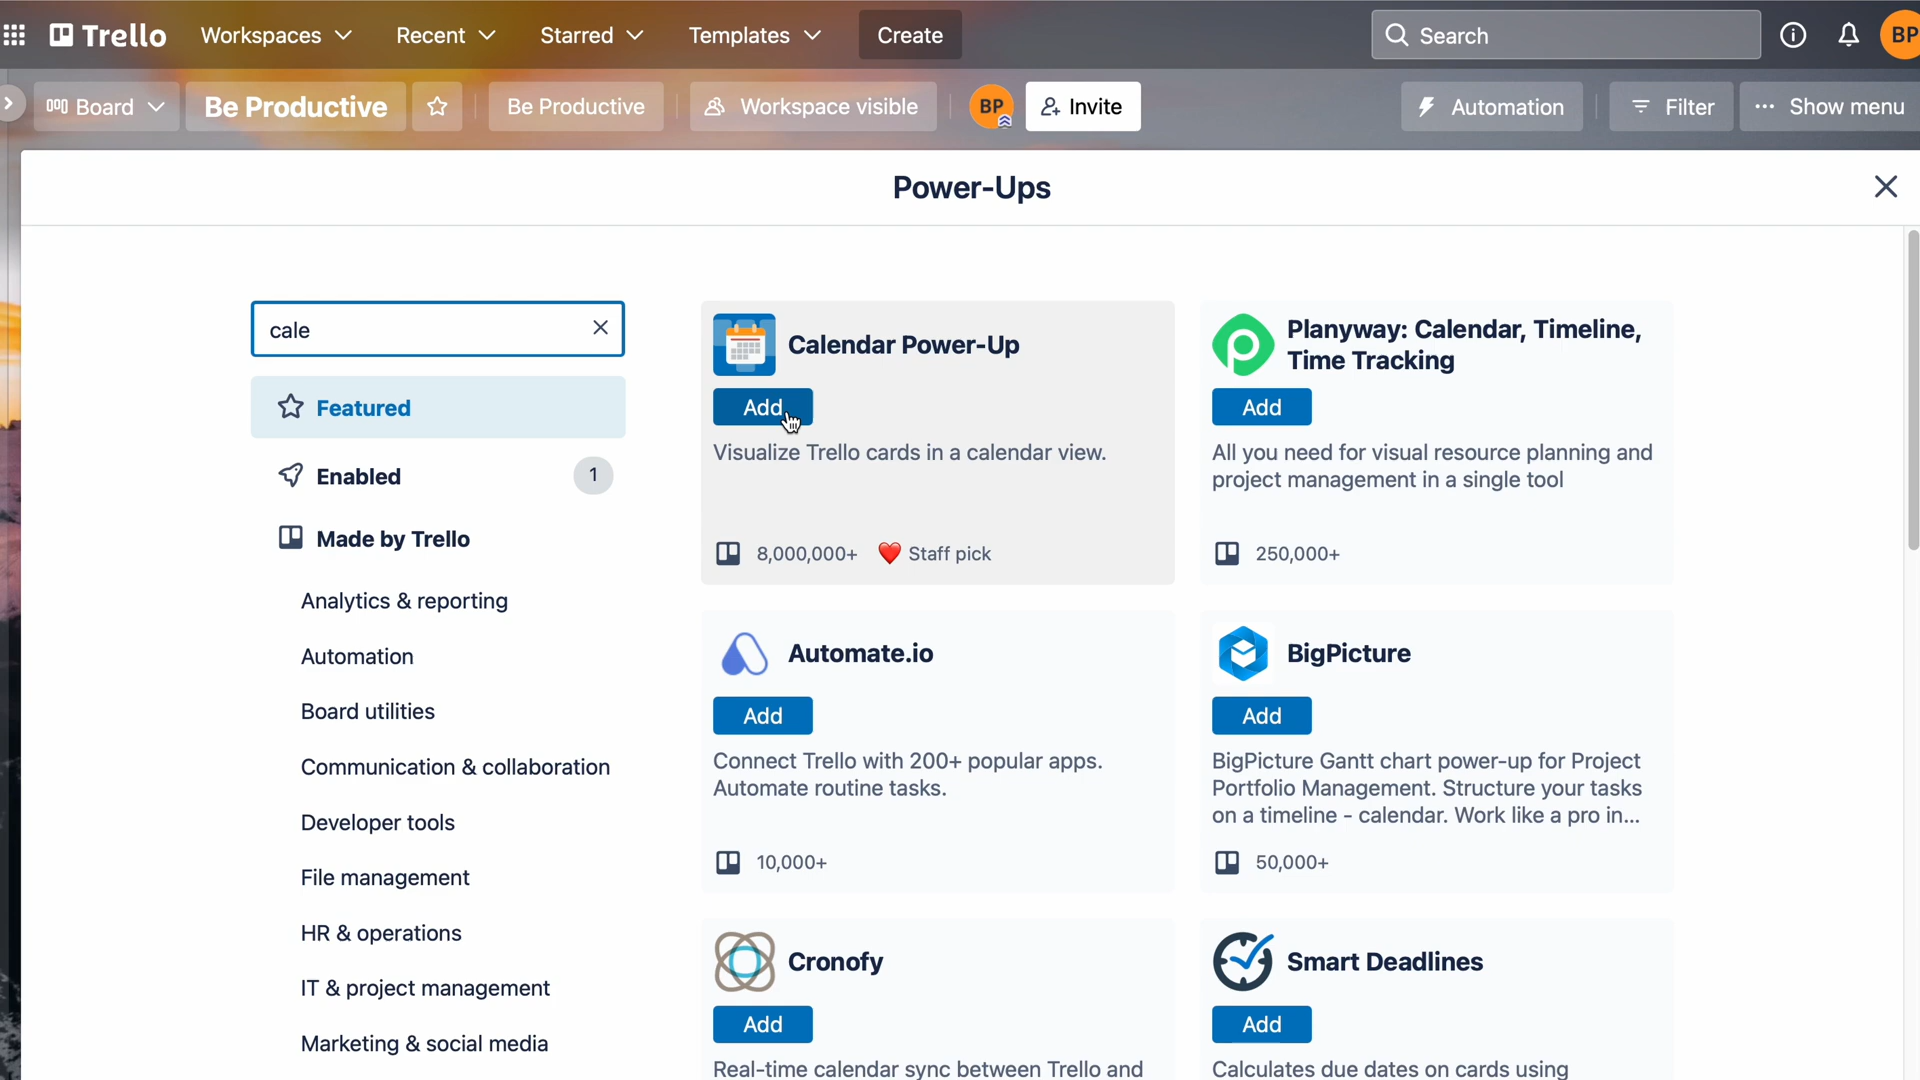 Trello Workspaces Recent Starred Templates Create Search BP
Board Be Productive Be Productive Workspace visible BP Invite Automation Filter ... Show menu
Power-Ups
cale
Featured
Enabled 1
Made by Trello
Analytics & reporting
Automation
Board utilities
Communication & collaboration
Developer tools
File management
HR & operations
IT & project management
Marketing & social media
Calendar Power-Up
Add
Visualize Trello cards in a calendar view.
8,000,000+ Staff pick
Planyway: Calendar, Timeline,
Time Tracking
Add
All you need for visual resource planning and
project management in a single tool
250,000+
Automate.io
Add
Connect Trello with 200+ popular apps.
Automate routine tasks.
10,000+
BigPicture
Add
BigPicture Gantt chart power-up for Project
Portfolio Management. Structure your tasks
on a timeline - calendar. Work like a pro in...
50,000+
Cronofy
Add
Real-time calendar sync between Trello and
Smart Deadlines
Add
Calculates due dates on cards using